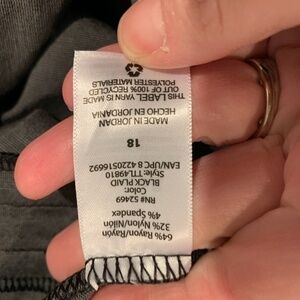 64% Rayon/Rayón
32% Nylon/Nilón
4% Spandex
RN# 52469
Color:
BLACK PLAID
Style: TTL49810
EAN/UPC 8 4220516692
18
MADE IN JORDAN
HECHO EN JORDANIA
THIS LABEL YARN IS MADE
OUT OF 100% RECYCLED
POLYESTER MATERIALS